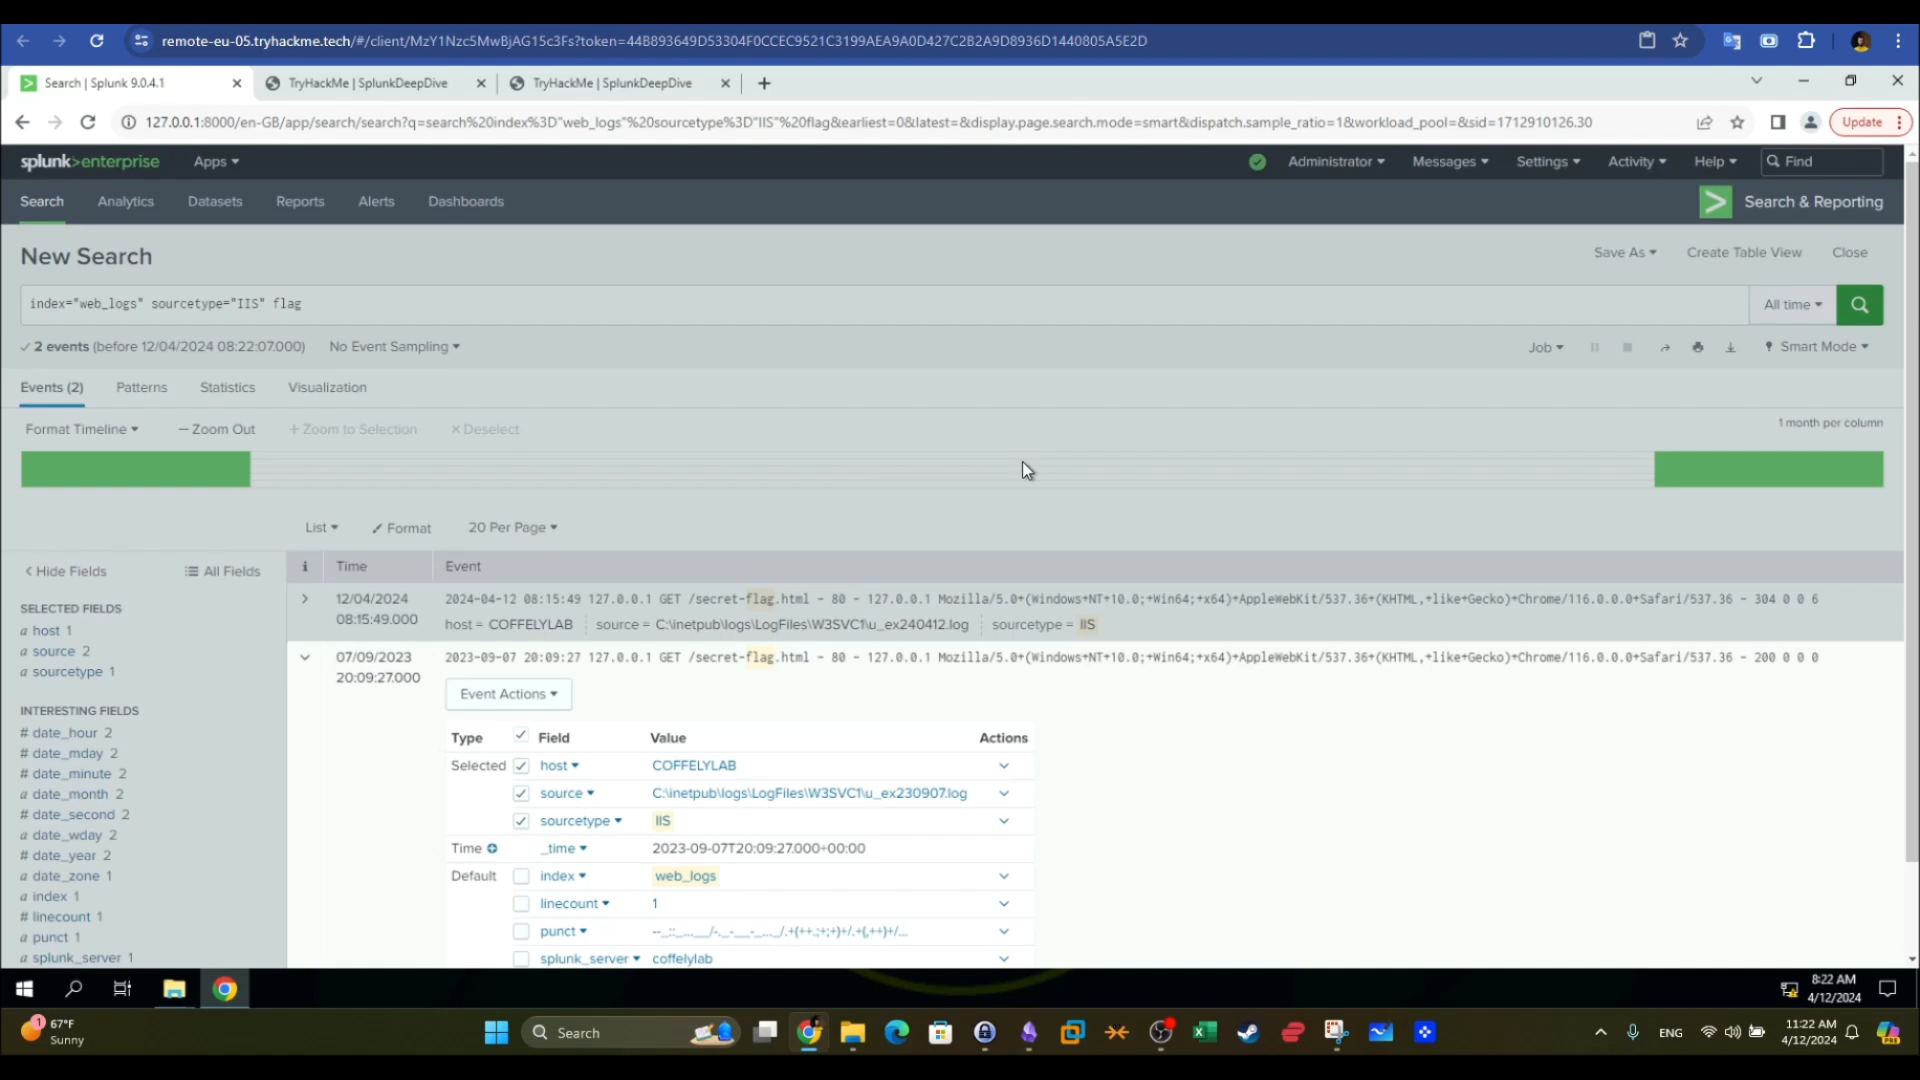 remote-eu-05.tryhackme.tech/#/client/MzY1Nzc5MwBjAG15c3Fs?token=44B893649D53304F0CCEC9521C3199AEA9A0D427C2B2A9D8936D1440805A5E2D
Search | Splunk 9.0.4.1
TryHackMe | SplunkDeepDive
TryHackMe | SplunkDeepDive
127.0.0.1:8000/en-GB/app/search/search?q=search%20index%3D"web_logs"%20sourcetype%3D"IIS"%20flag&earliest=0&latest=&display.page.search.mode=smart&dispatch.sample_ratio=1&workload_pool=&sid=1712910126.30
Update
splunk>enterprise Apps
Administrator Messages Settings Activity Help Find
Search Analytics Datasets Reports Alerts Dashboards
Search & Reporting
New Search
Save As Create Table View Close
index="web_logs" sourcetype="IIS" flag
All time
2 events (before 12/04/2024 08:22:07.000) No Event Sampling
Job Smart Mode
Events (2) Patterns Statistics Visualization
Format Timeline − Zoom Out + Zoom to Selection × Deselect
1 month per column
List Format 20 Per Page
< Hide Fields All Fields
i Time Event
SELECTED FIELDS
a host 1
a source 2
a sourcetype 1
INTERESTING FIELDS
# date_hour 2
# date_mday 2
# date_minute 2
a date_month 2
# date_second 2
a date_wday 2
# date_year 2
a date_zone 1
a index 1
# linecount 1
a punct 1
a splunk_server 1
12/04/2024
08:15:49.000
2024-04-12 08:15:49 127.0.0.1 GET /secret-flag.html - 80 - 127.0.0.1 Mozilla/5.0+(Windows+NT+10.0;+Win64;+x64)+AppleWebKit/537.36+(KHTML,+like+Gecko)+Chrome/116.0.0.0+Safari/537.36 - 304 0 0 6
host = COFFELYLAB source = C:\inetpub\logs\LogFiles\W3SVC1\u_ex240412.log sourcetype = IIS
07/09/2023
20:09:27.000
2023-09-07 20:09:27 127.0.0.1 GET /secret-flag.html - 80 - 127.0.0.1 Mozilla/5.0+(Windows+NT+10.0;+Win64;+x64)+AppleWebKit/537.36+(KHTML,+like+Gecko)+Chrome/116.0.0.0+Safari/537.36 - 200 0 0 0
Event Actions
Type Field Value Actions
Selected host COFFELYLAB
source C:\inetpub\logs\LogFiles\W3SVC1\u_ex230907.log
sourcetype IIS
Time _time 2023-09-07T20:09:27.000+00:00
Default index web_logs
linecount 1
punct
splunk_server coffelylab
8:22 AM
4/12/2024
1
67°F
Sunny
Search
ENG
11:22 AM
4/12/2024